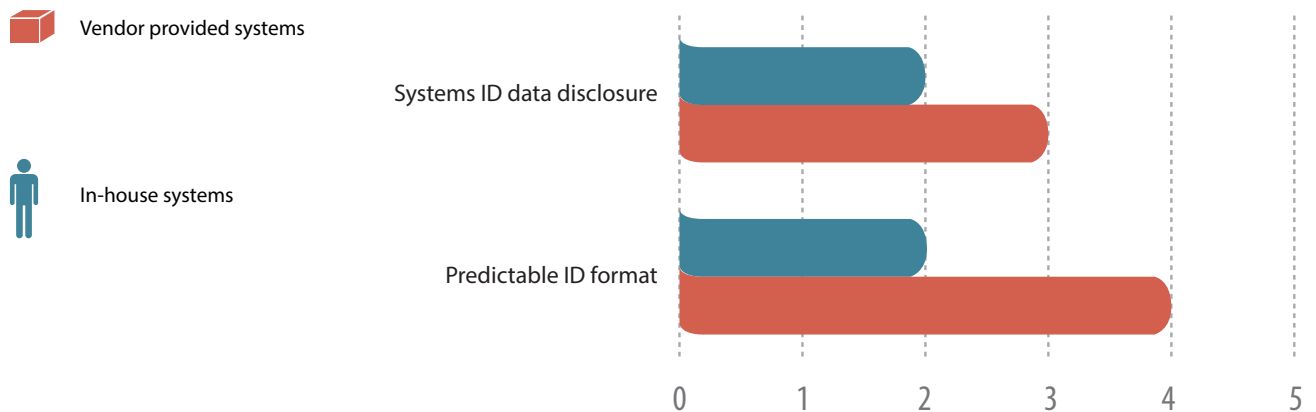 Vendor provided systems
Systems ID data disclosure
In-house systems
Predictable ID format
0 1 2 3 4 5